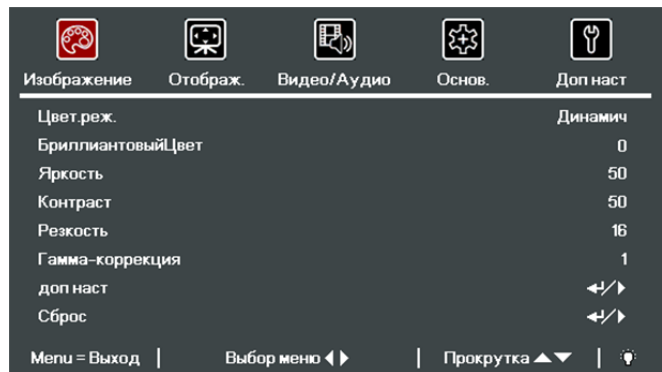 Изображение Отображ. Видео/Аудио Основ. Доп наст
Цвет.реж. Динамич
БриллиантовыйЦвет 0
Яркость 50
Контраст 50
Резкость 16
Гамма-коррекция 1
доп наст
Сброс
Menu = Выход | Выбор меню | Прокрутка |